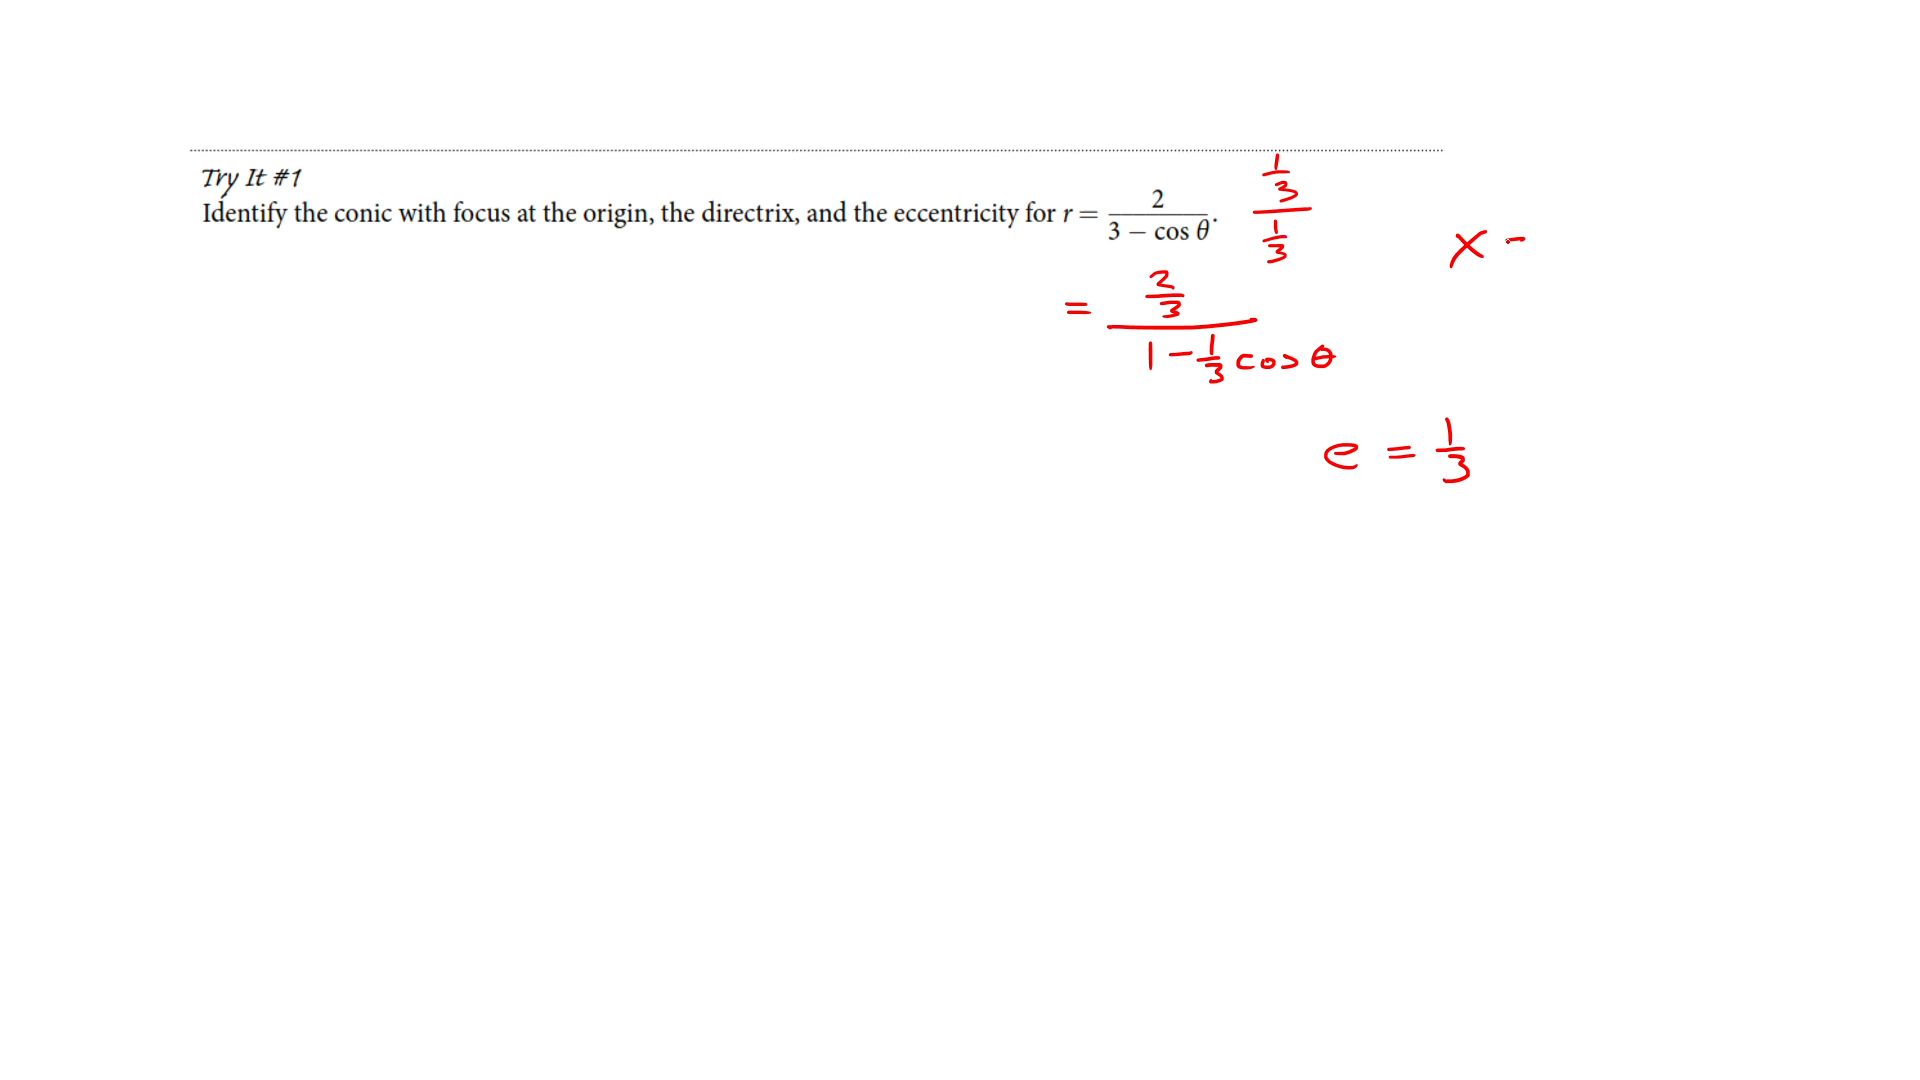 Try It #1
Identify the conic with focus at the origin, the directrix, and the eccentricity for r = 2 / (3 − cos θ). (1/3) / (1/3)
x -
= (2/3) / (1 - 1/3 cos θ)
e = 1/3